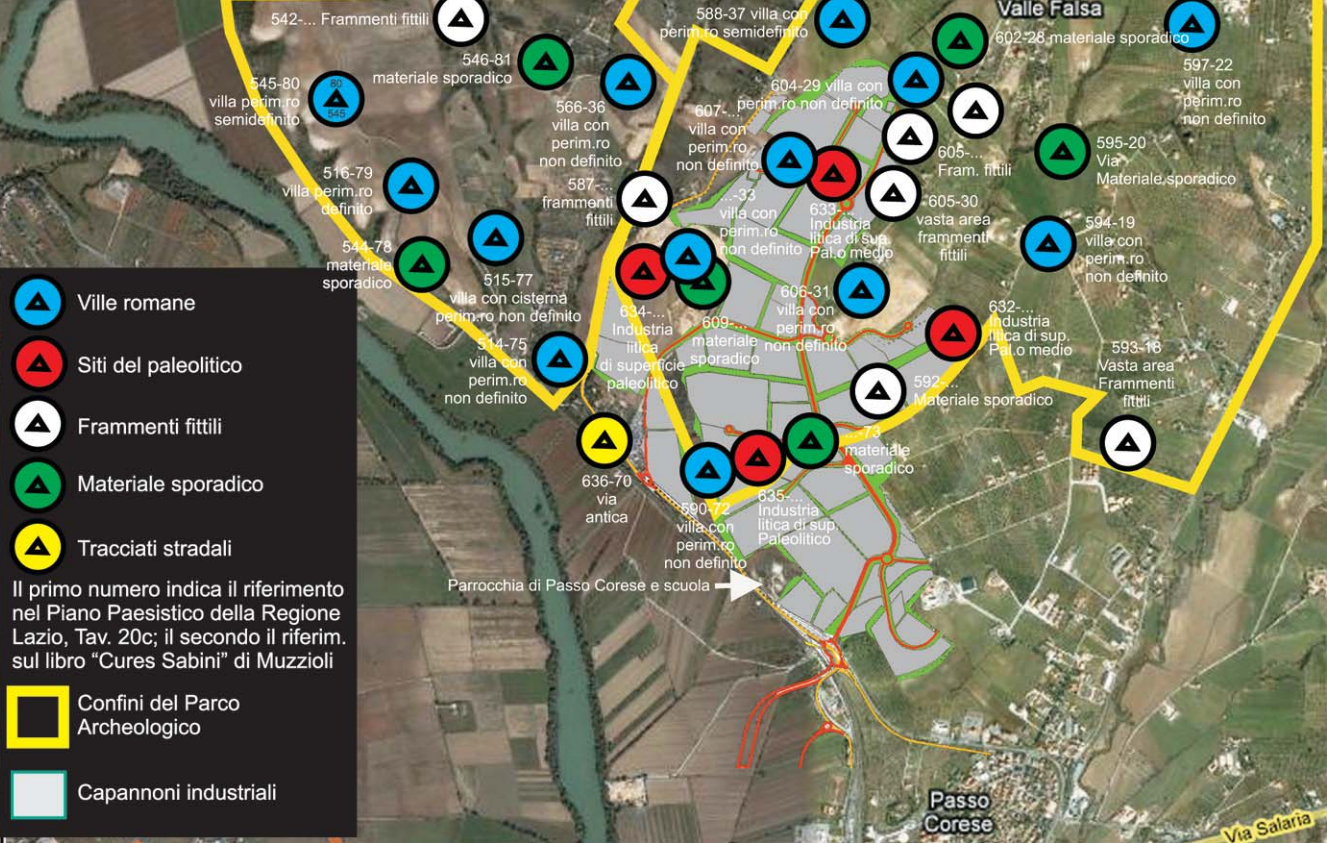 542-... Frammenti fittili
588-37 villa con
perim.ro semidefinito
Valle Falsa
602-28 materiale sporadico
597-22
villa con
perim.ro
non definito
546-81
materiale sporadico
545-80
villa perim.ro
semidefinito
80
545
566-36
villa con
perim.ro
non definito
604-29 villa con
perim.ro non definito
607-...
villa con
perim.ro
non definito
605-...
Fram. fittili
595-20
Via
Materiale sporadico
516-79
villa perim.ro
definito
587-...
frammenti
fittili
...-33
villa con
perim.ro
non definito
633-...
Industria
litica di sup.
Pal.o medio
605-30
vasta area
frammenti
fittili
594-19
villa con
perim.ro
non definito
544-78
materiale
sporadico
515-77
villa con cisterna
perim.ro non definito
634-...
Industria
litica
di superficie
paleolitico
609-...
materiale
sporadico
606-31
villa con
perim.ro
non definito
632-...
Industria
litica di sup.
Pal.o medio
514-75
villa con
perim.ro
non definito
593-18
Vasta area
Frammenti
fittili
592-...
Materiale sporadico
...-73
materiale
sporadico
636-70
via
antica
590-72
villa con
perim.ro
non definito
635-...
Industria
litica di sup.
Paleolitico
Parrocchia di Passo Corese e scuola
Passo
Corese
Via Salaria
Ville romane
Siti del paleolitico
Frammenti fittili
Materiale sporadico
Tracciati stradali
Il primo numero indica il riferimento
nel Piano Paesistico della Regione
Lazio, Tav. 20c; il secondo il riferim.
sul libro “Cures Sabini” di Muzzioli
Confini del Parco
Archeologico
Capannoni industriali